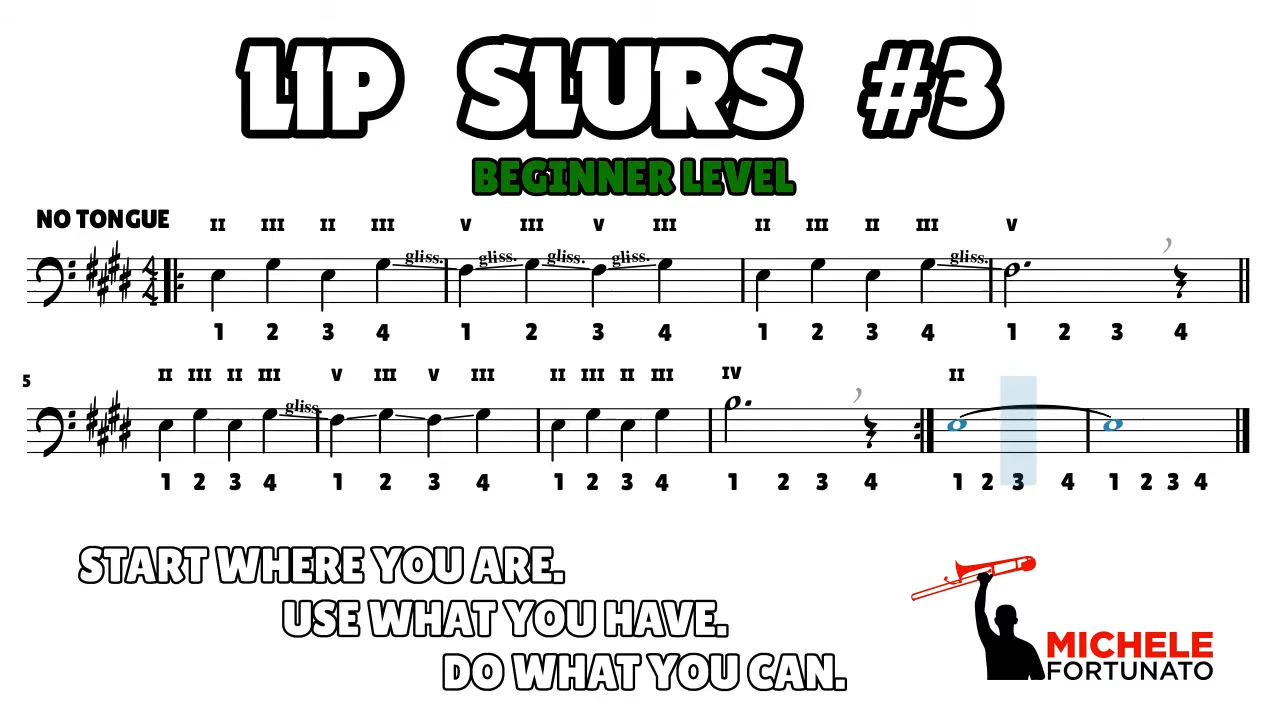 LIP SLURS #3
BEGINNER LEVEL
NO TONGUE
II III II III V III V III II III II III V
gliss. gliss. gliss. gliss. gliss.
4
4
1 2 3 4 1 2 3 4 1 2 3 4 1 2 3 4
5
II III II III V III V III II III II III IV II
gliss.
1 2 3 4 1 2 3 4 1 2 3 4 1 2 3 4 1 2 3 4 1 2 3 4
START WHERE YOU ARE.
USE WHAT YOU HAVE.
DO WHAT YOU CAN.
MICHELE
FORTUNATO